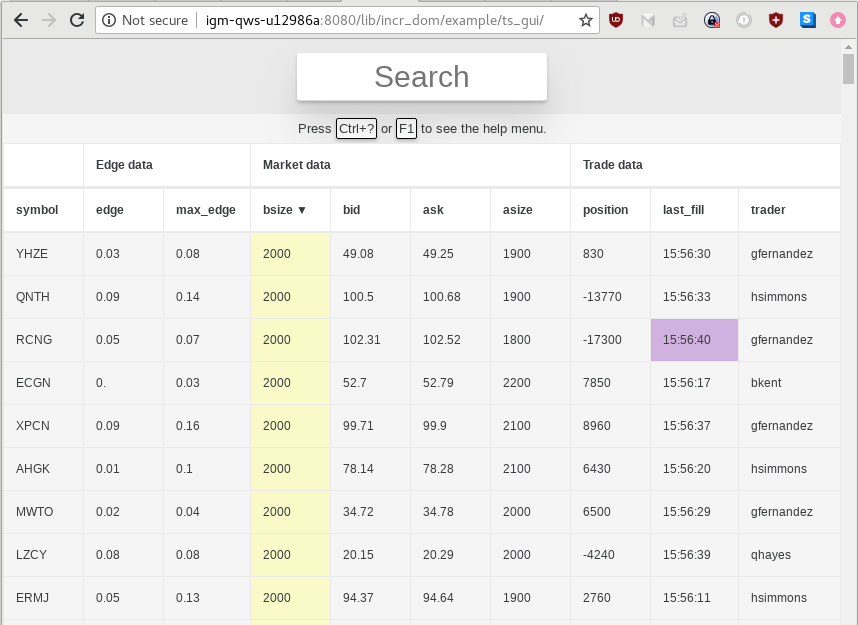 Not secure | igm-qws-u12986a:8080/lib/incr_dom/example/ts_gui/
Search
Press Ctrl+? or F1 to see the help menu.
Edge data Market data Trade data
symbol edge max_edge bsize ▼ bid ask asize position last_fill trader
YHZE 0.03 0.08 2000 49.08 49.25 1900 830 15:56:30 gfernandez
QNTH 0.09 0.14 2000 100.5 100.68 1900 -13770 15:56:33 hsimmons
RCNG 0.05 0.07 2000 102.31 102.52 1800 -17300 15:56:40 gfernandez
ECGN 0. 0.03 2000 52.7 52.79 2200 7850 15:56:17 bkent
XPCN 0.09 0.16 2000 99.71 99.9 2100 8960 15:56:37 gfernandez
AHGK 0.01 0.1 2000 78.14 78.28 2100 6430 15:56:20 hsimmons
MWTO 0.02 0.04 2000 34.72 34.78 2000 6500 15:56:29 gfernandez
LZCY 0.08 0.08 2000 20.15 20.29 2000 -4240 15:56:39 qhayes
ERMJ 0.05 0.13 2000 94.37 94.64 1900 2760 15:56:11 hsimmons